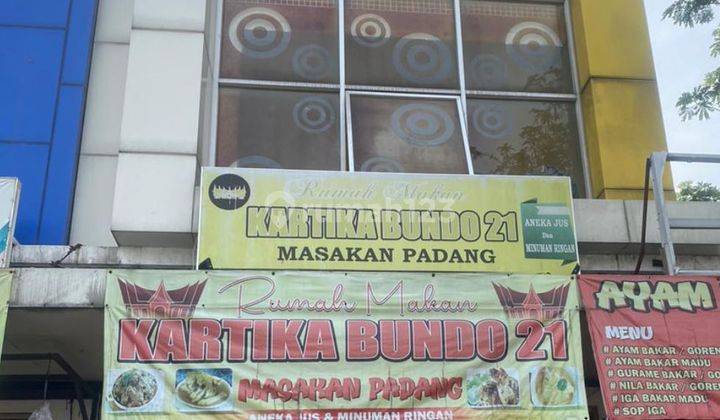 Rumah Makan
KARTIKA BUNDO 21
MASAKAN PADANG
ANEKA JUS
Dan
MINUMAN RINGAN
Rumah Makan
KARTIKA BUNDO 21
MASAKAN PADANG
ANEKA JUS & MINUMAN RINGAN
AYAM
MENU
# AYAM BAKAR / GOREN
# AYAM BAKAR MADU
# GURAME BAKAR / GO
# NILA BAKAR / GOREN
# IGA BAKAR MADU
# SOP IGA